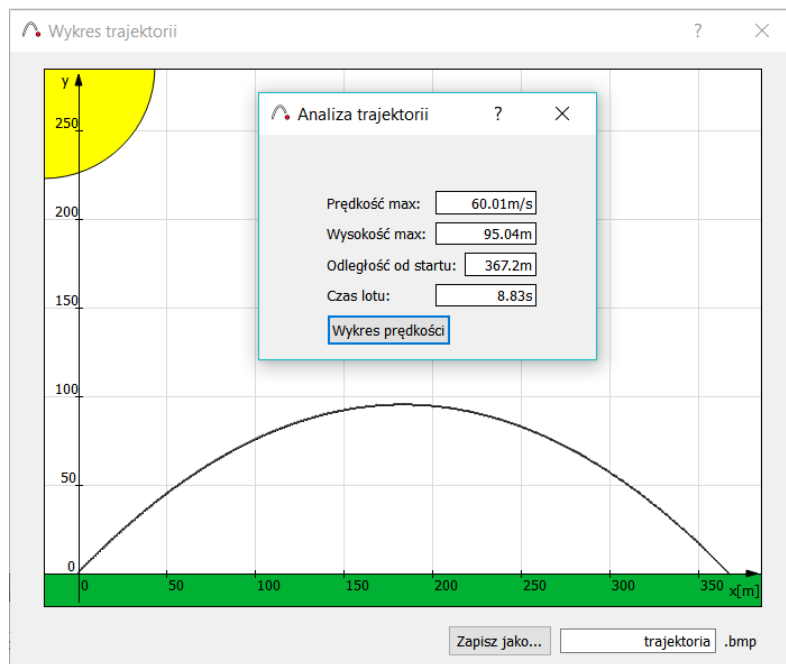 Wykres trajektorii ?
y
250
200
150
100
50
0
Analiza trajektorii ?
Prędkość max: 60.01m/s
Wysokość max: 95.04m
Odległość od startu: 367.2m
Czas lotu: 8.83s
Wykres prędkości
0 50 100 150 200 250 300 350 x[m]
Zapisz jako... trajektoria .bmp